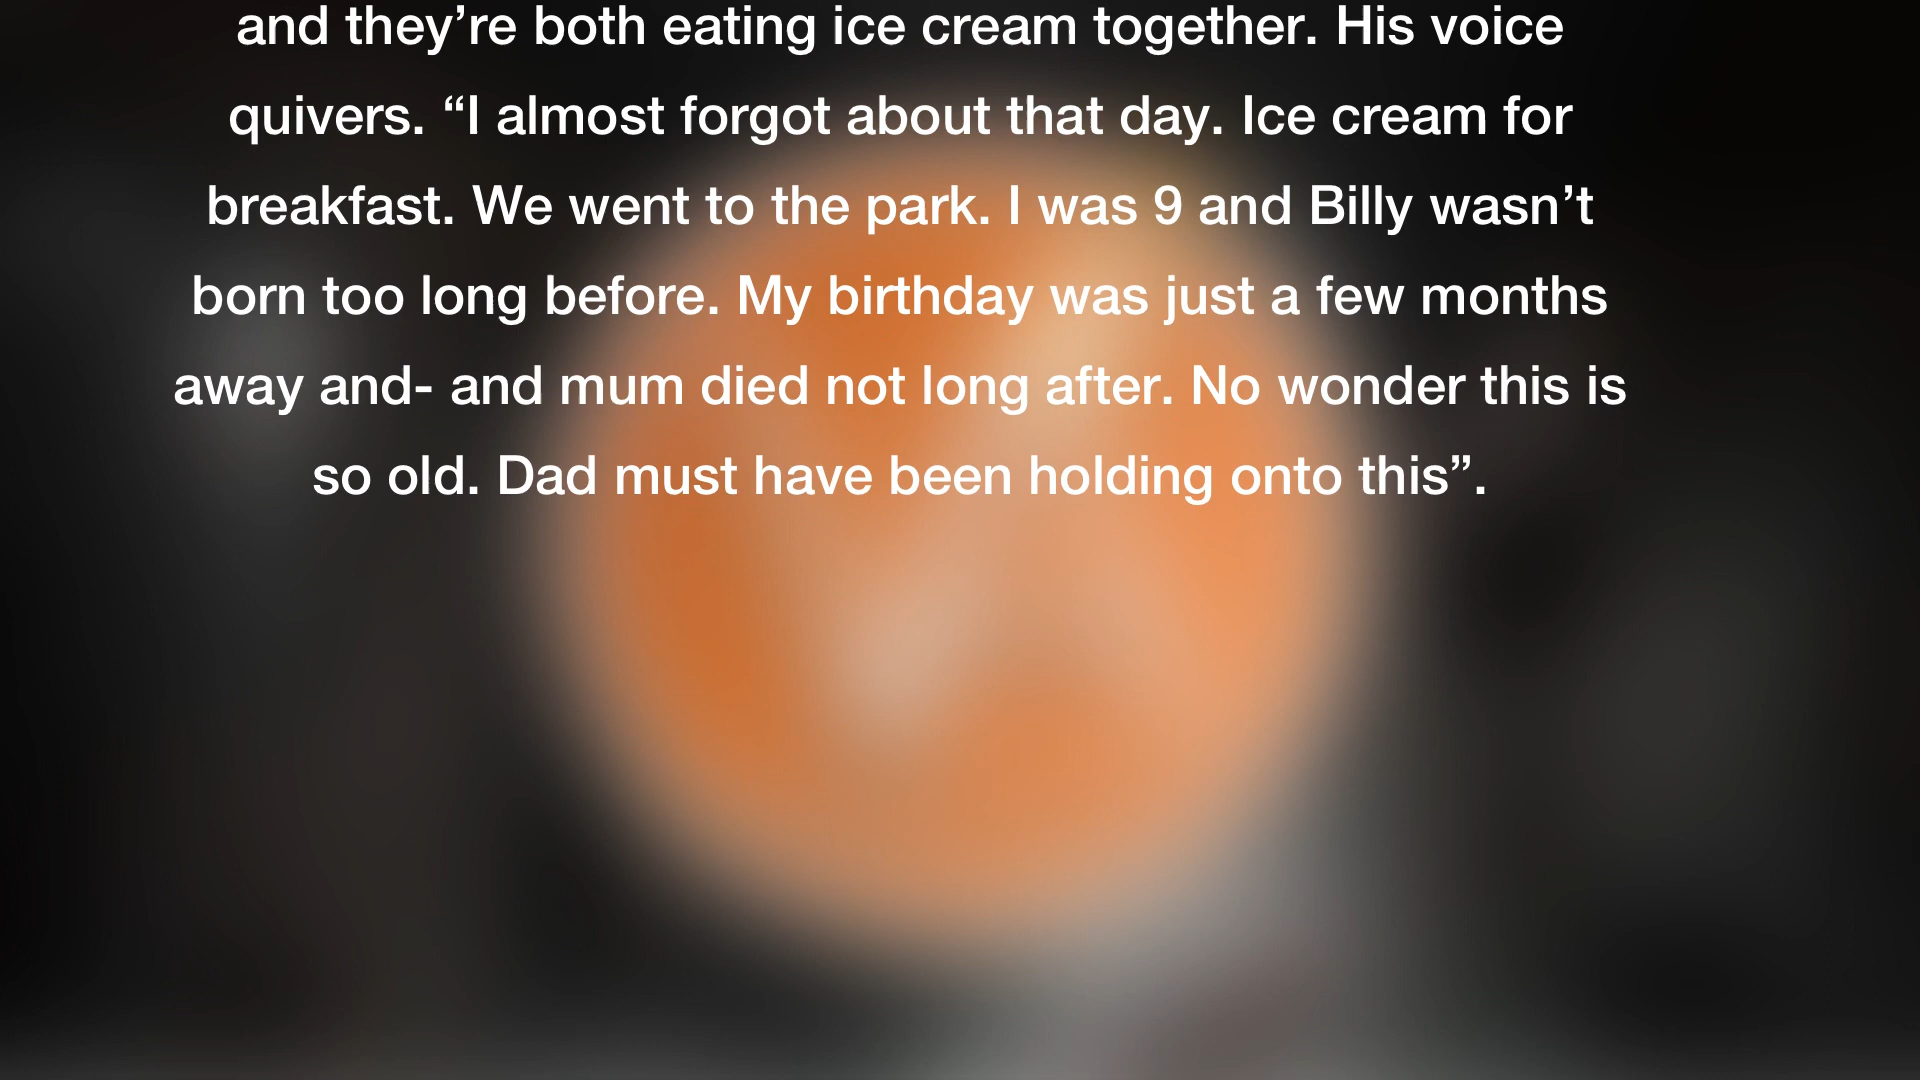 and they’re both eating ice cream together. His voice
quivers. “I almost forgot about that day. Ice cream for
breakfast. We went to the park. I was 9 and Billy wasn’t
born too long before. My birthday was just a few months
away and- and mum died not long after. No wonder this is
so old. Dad must have been holding onto this”.